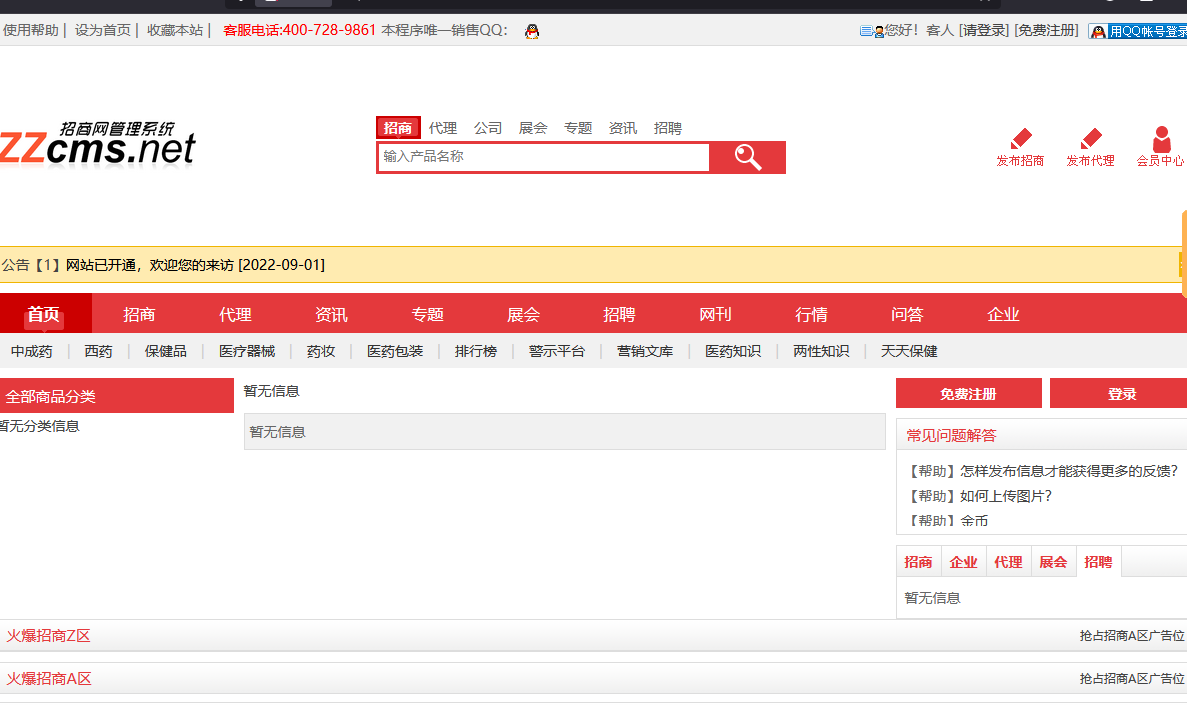 使用帮助 | 设为首页 | 收藏本站 | 客服电话:400-728-9861 本程序唯一销售QQ: 您好！客人 [请登录] [免费注册] 用QQ帐号登录
招商网管理系统
ZZcms.net
招商 代理 公司 展会 专题 资讯 招聘
输入产品名称
发布招商 发布代理 会员中心
公告【1】网站已开通，欢迎您的来访 [2022-09-01]
首页 招商 代理 资讯 专题 展会 招聘 网刊 行情 问答 企业
中成药 | 西药 | 保健品 | 医疗器械 | 药妆 | 医药包装 | 排行榜 | 警示平台 | 营销文库 | 医药知识 | 两性知识 | 天天保健
全部商品分类
暂无分类信息
暂无信息
暂无信息
免费注册 登录
常见问题解答
【帮助】怎样发布信息才能获得更多的反馈?
【帮助】如何上传图片?
【帮助】金币
招商 企业 代理 展会 招聘
暂无信息
火爆招商Z区 抢占招商A区广告位
火爆招商A区 抢占招商A区广告位